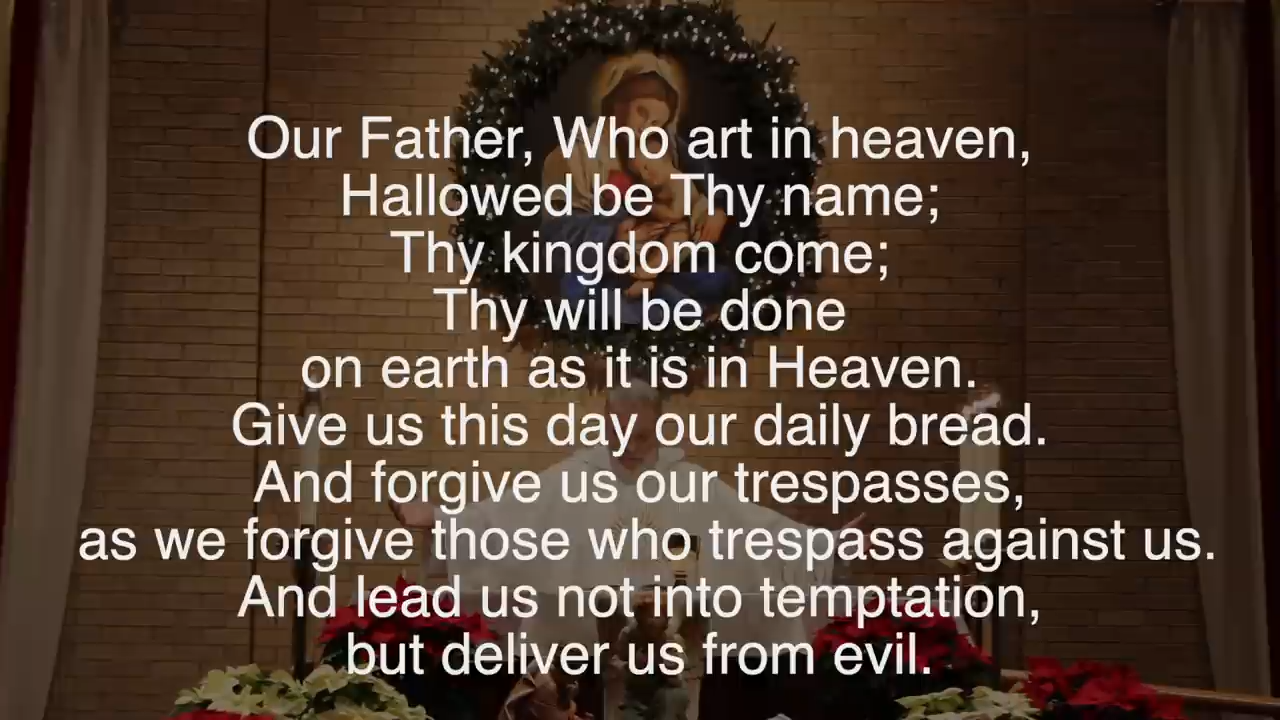 Our Father, Who art in heaven,
Hallowed be Thy name;
Thy kingdom come;
Thy will be done
on earth as it is in Heaven.
Give us this day our daily bread.
And forgive us our trespasses,
as we forgive those who trespass against us.
And lead us not into temptation,
but deliver us from evil.